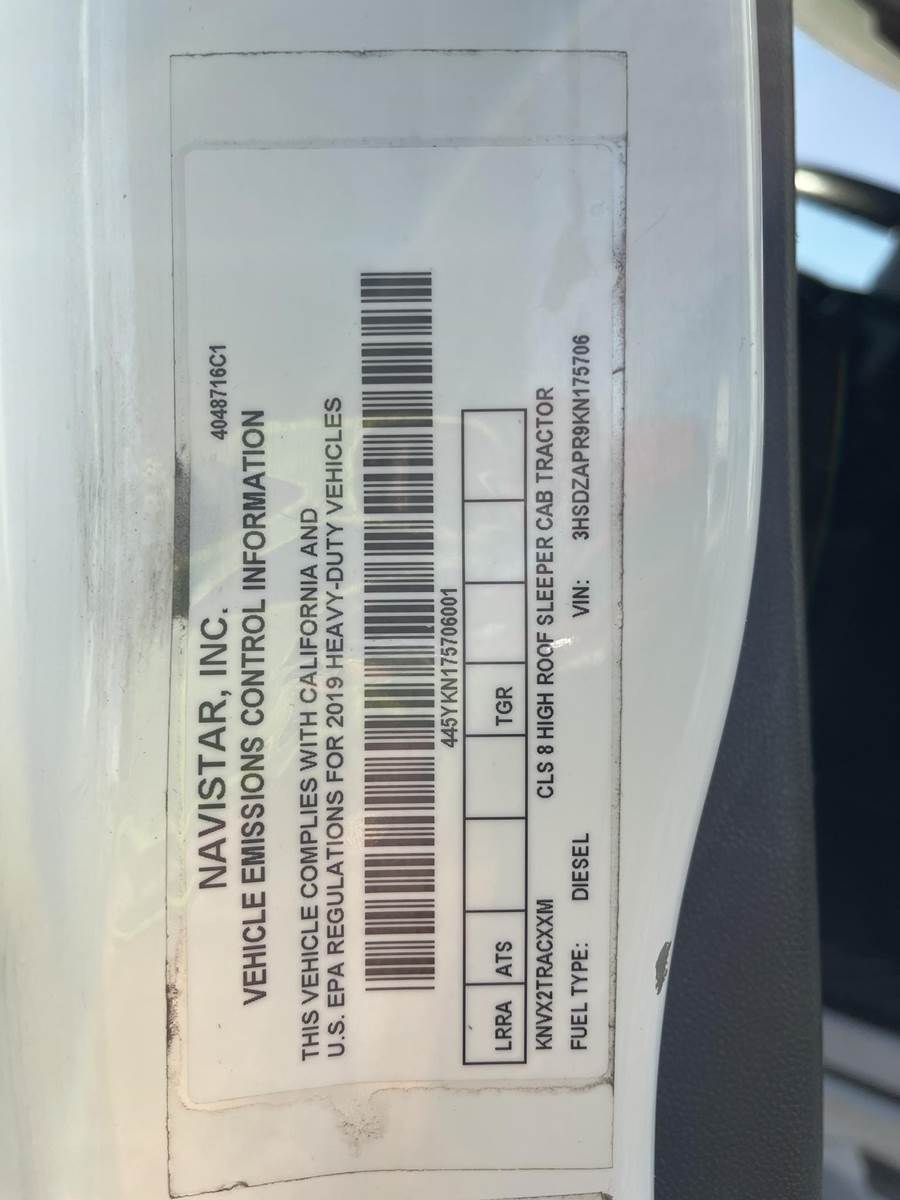 4048716C1
NAVISTAR, INC.
VEHICLE EMISSIONS CONTROL INFORMATION
THIS VEHICLE COMPLIES WITH CALIFORNIA AND
U.S. EPA REGULATIONS FOR 2019 HEAVY-DUTY VEHICLES
445YKN175706001
LRRA ATS TGR
KNVX2TRACXXM CLS 8 HIGH ROOF SLEEPER CAB TRACTOR
FUEL TYPE: DIESEL VIN: 3HSDZAPR9KN175706